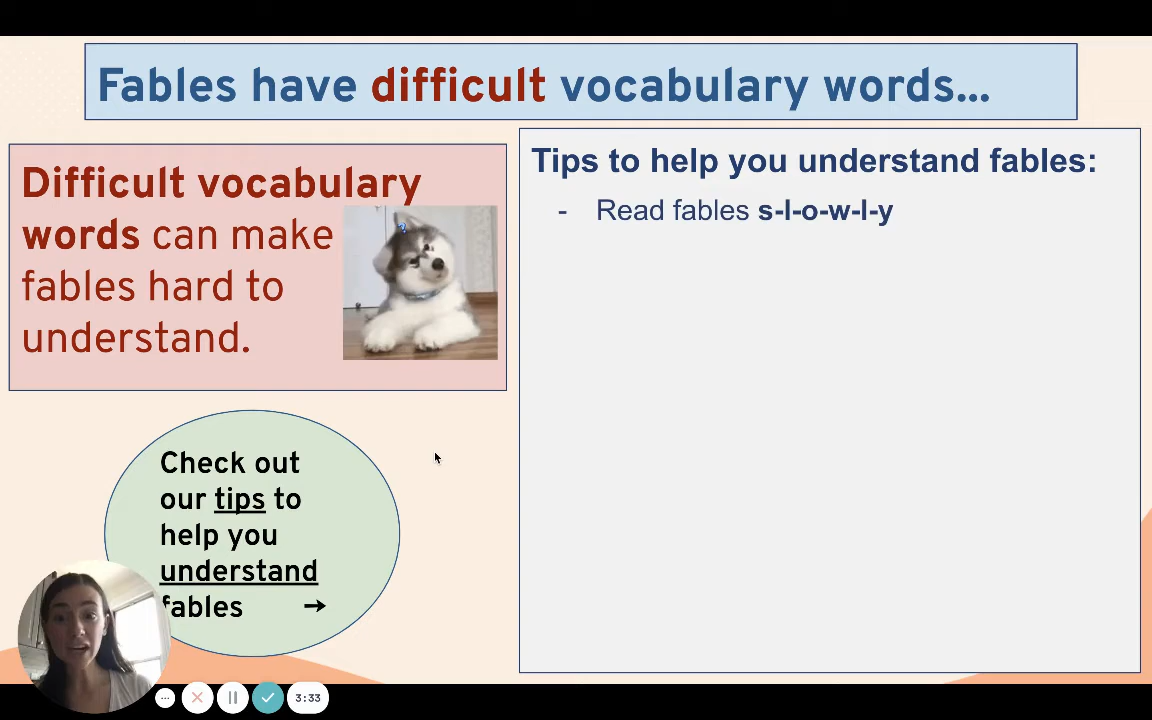 Fables have difficult vocabulary words...
Difficult vocabulary
words can make
fables hard to
understand.
Check out
our tips to
help you
understand
fables →
Tips to help you understand fables:
- Read fables s-l-o-w-l-y
3:33